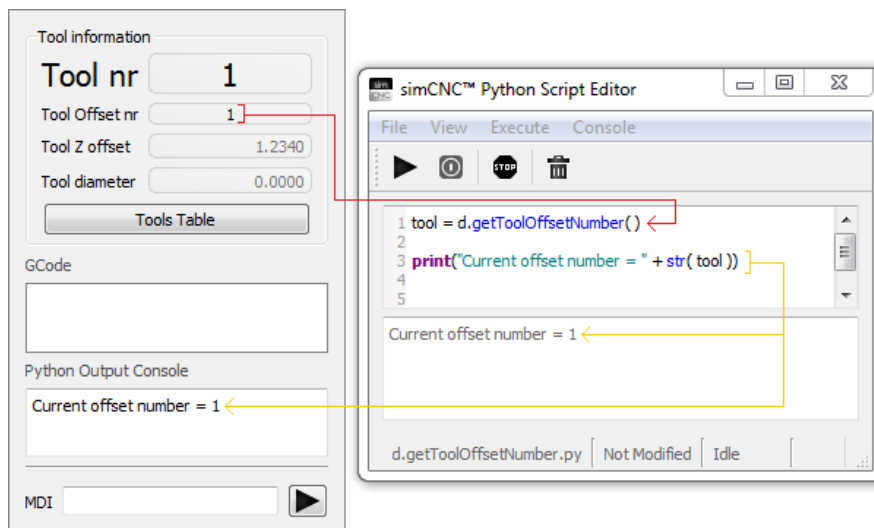 Tool information
Tool nr 1
Tool Offset nr 1
Tool Z offset 1.2340
Tool diameter 0.0000
Tools Table
GCode
Python Output Console
Current offset number = 1
MDI
sim CNC
simCNC™ Python Script Editor
File View Execute Console
STOP
1 tool = d.getToolOffsetNumber()
2
3 print("Current offset number = " + str( tool ))
4
5
Current offset number = 1
d.getToolOffsetNumber.py Not Modified Idle